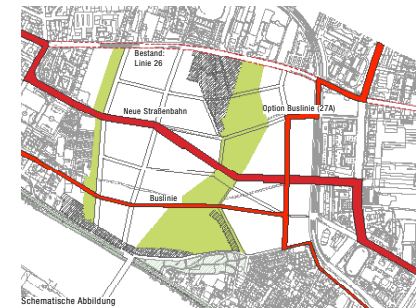 Bestand:
Linie 26
Neue Straßenbahn
Option Buslinie (27A)
Buslinie
Schematische Abbildung